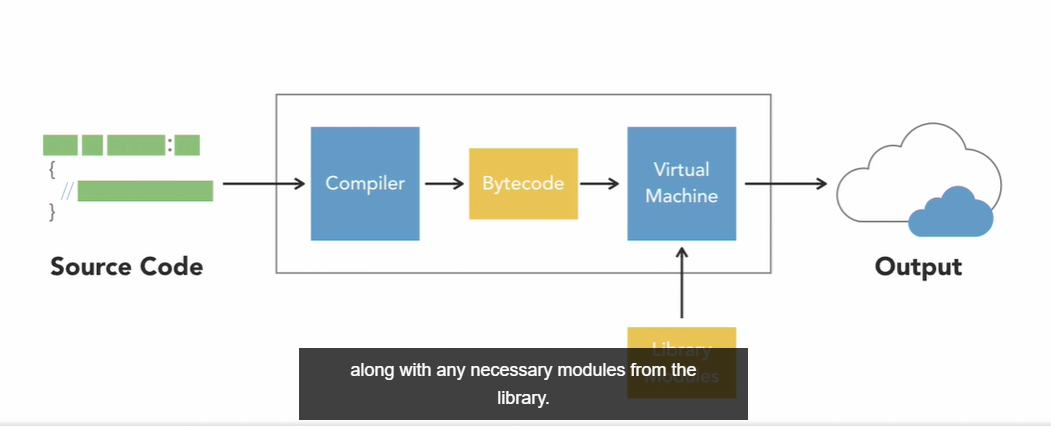 :
{
//
}
Source Code
Compiler
Bytecode
Virtual
Machine
Output
Library
Modules
along with any necessary modules from the
library.